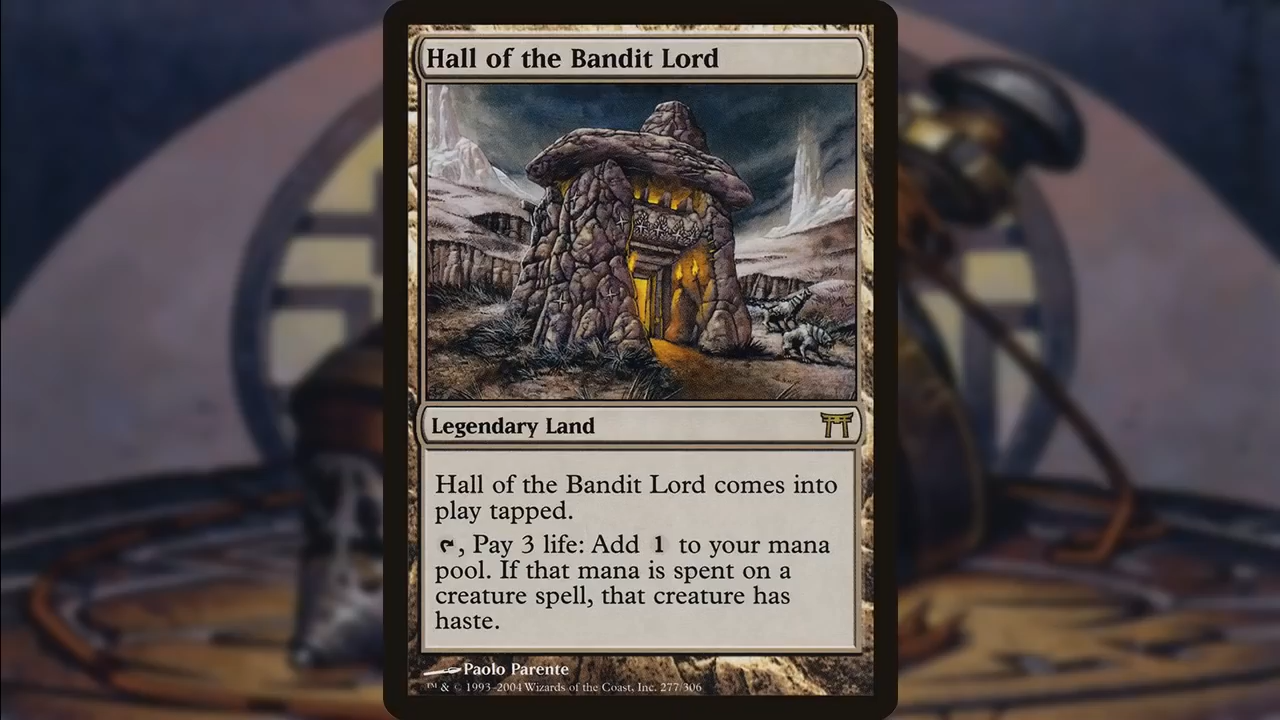 Hall of the Bandit Lord
Legendary Land
Hall of the Bandit Lord comes into
play tapped.
, Pay 3 life: Add 1 to your mana
pool. If that mana is spent on a
creature spell, that creature has
haste.
Paolo Parente
™ & © 1993-2004 Wizards of the Coast, Inc. 277/306